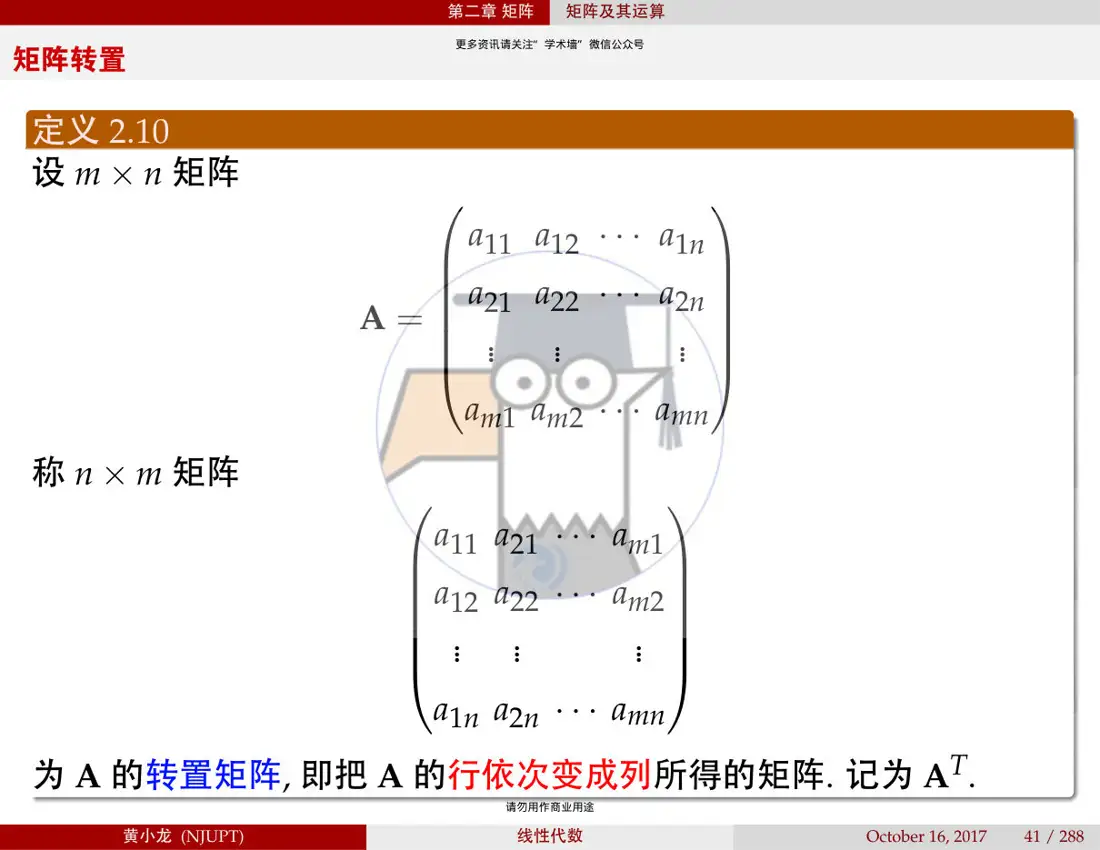 第二章 矩阵 矩阵及其运算
更多资讯请关注“学术墙”微信公众号
矩阵转置
定义 2.10
设 m × n 矩阵
A =
a11 a12 ··· a1n
a21 a22 ··· a2n
⋮ ⋮ ⋮
am1 am2 ··· amn
称 n × m 矩阵
a11 a21 ··· am1
a12 a22 ··· am2
⋮ ⋮ ⋮
a1n a2n ··· amn
为 A 的转置矩阵, 即把 A 的行依次变成列所得的矩阵. 记为 A^T.
请勿用作商业用途
黄小龙 (NJUPT) 线性代数 October 16, 2017 41 / 288